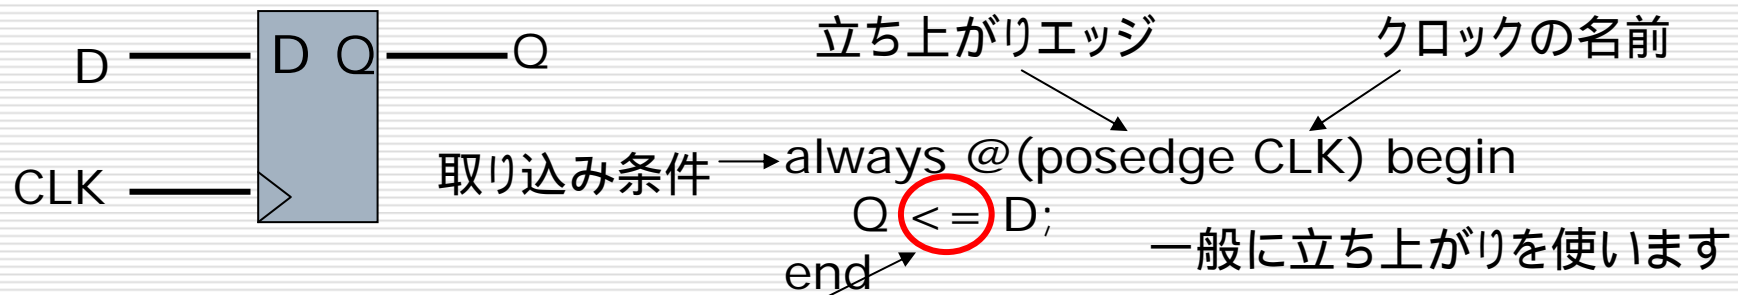 立ち上がりエッジ
クロックの名前
D
D Q
Q
CLK
取り込み条件
always @(posedge CLK) begin
Q <= D;
end
一般に立ち上がりを使います